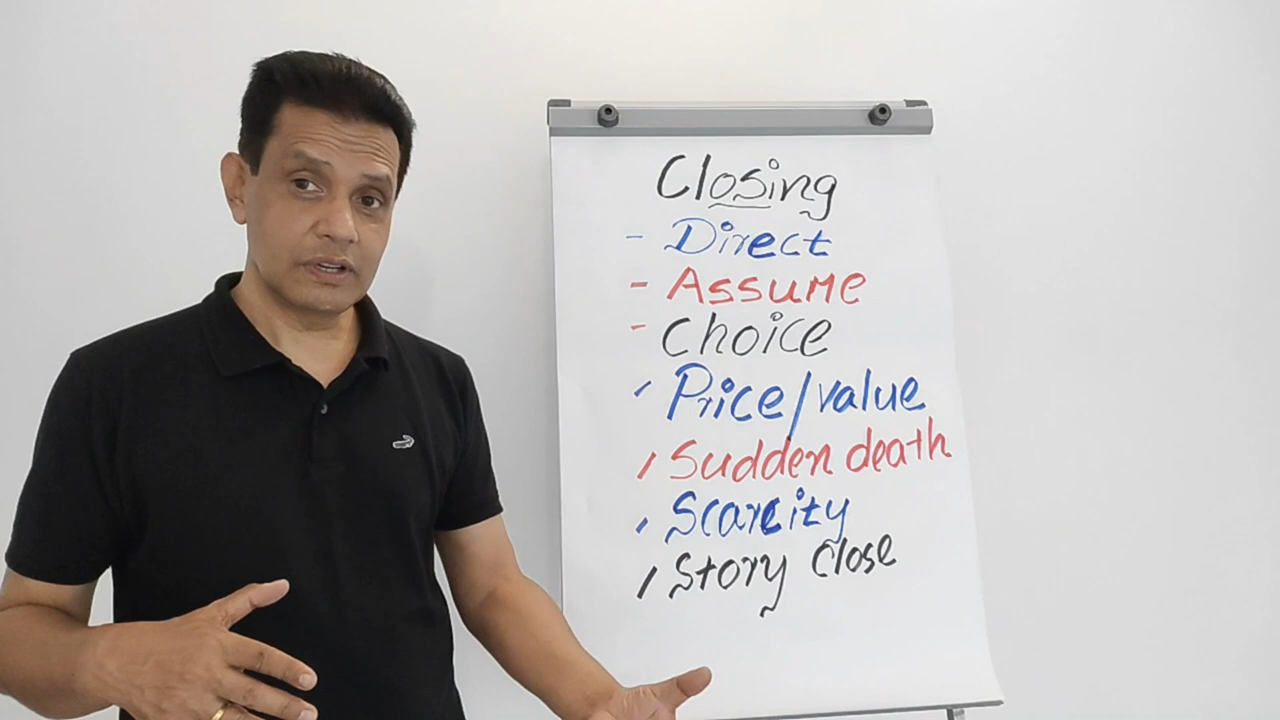 Closing
- Direct
- Assume
- Choice
- Price/value
- Sudden death
- Scarcity
- Story close